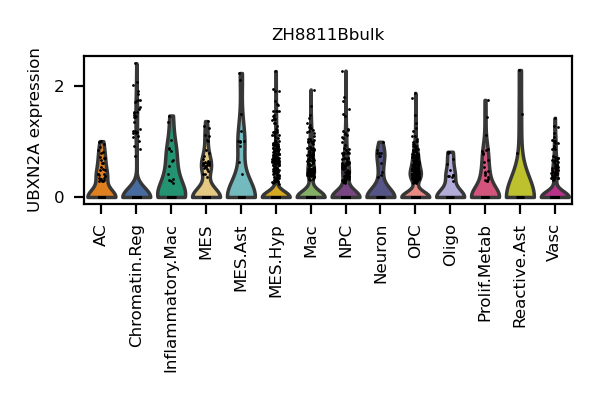 ZH8811Bbulk
UBXN2A expression
2
0
AC
Chromatin.Reg
Inflammatory.Mac
MES
MES.Ast
MES.Hyp
Mac
NPC
Neuron
OPC
Oligo
Prolif.Metab
Reactive.Ast
Vasc